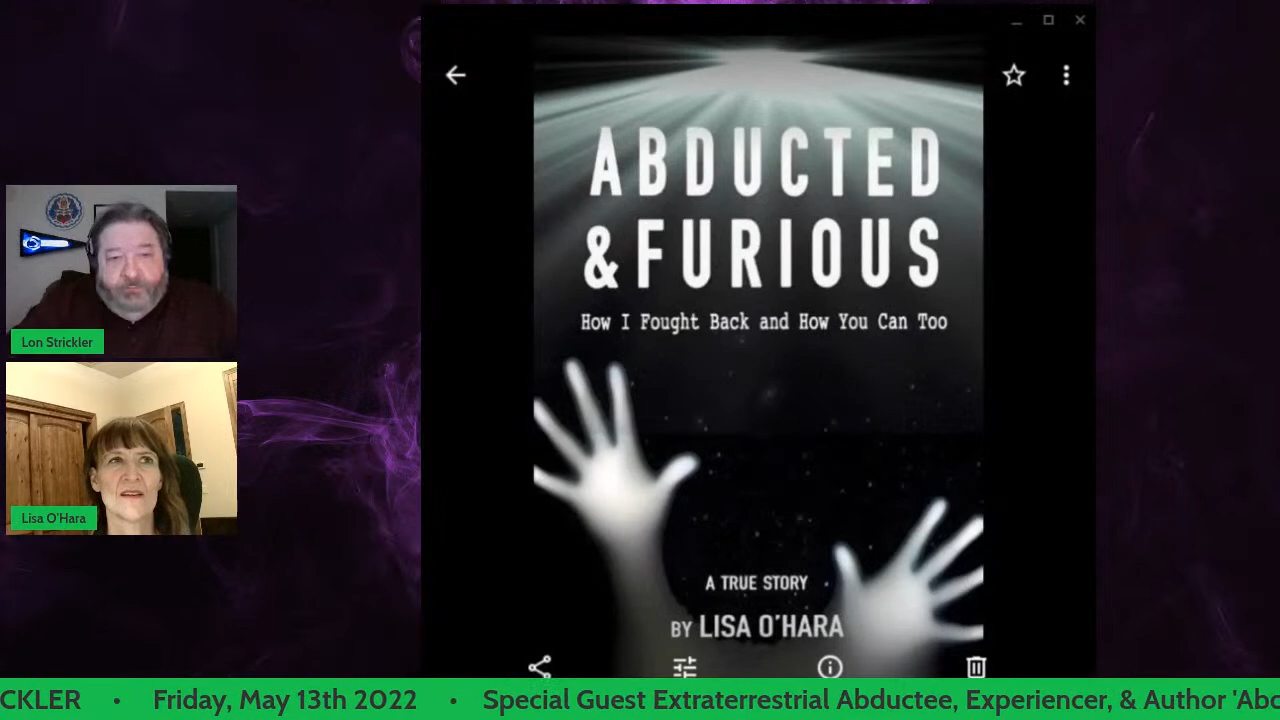 ABDUCTED
& FURIOUS
How I Fought Back and How You Can Too
A TRUE STORY
BY LISA O'HARA
Lon Strickler
Lisa O'Hara
CKLER • Friday, May 13th 2022 • Special Guest Extraterrestrial Abductee, Experiencer, & Author 'Abd